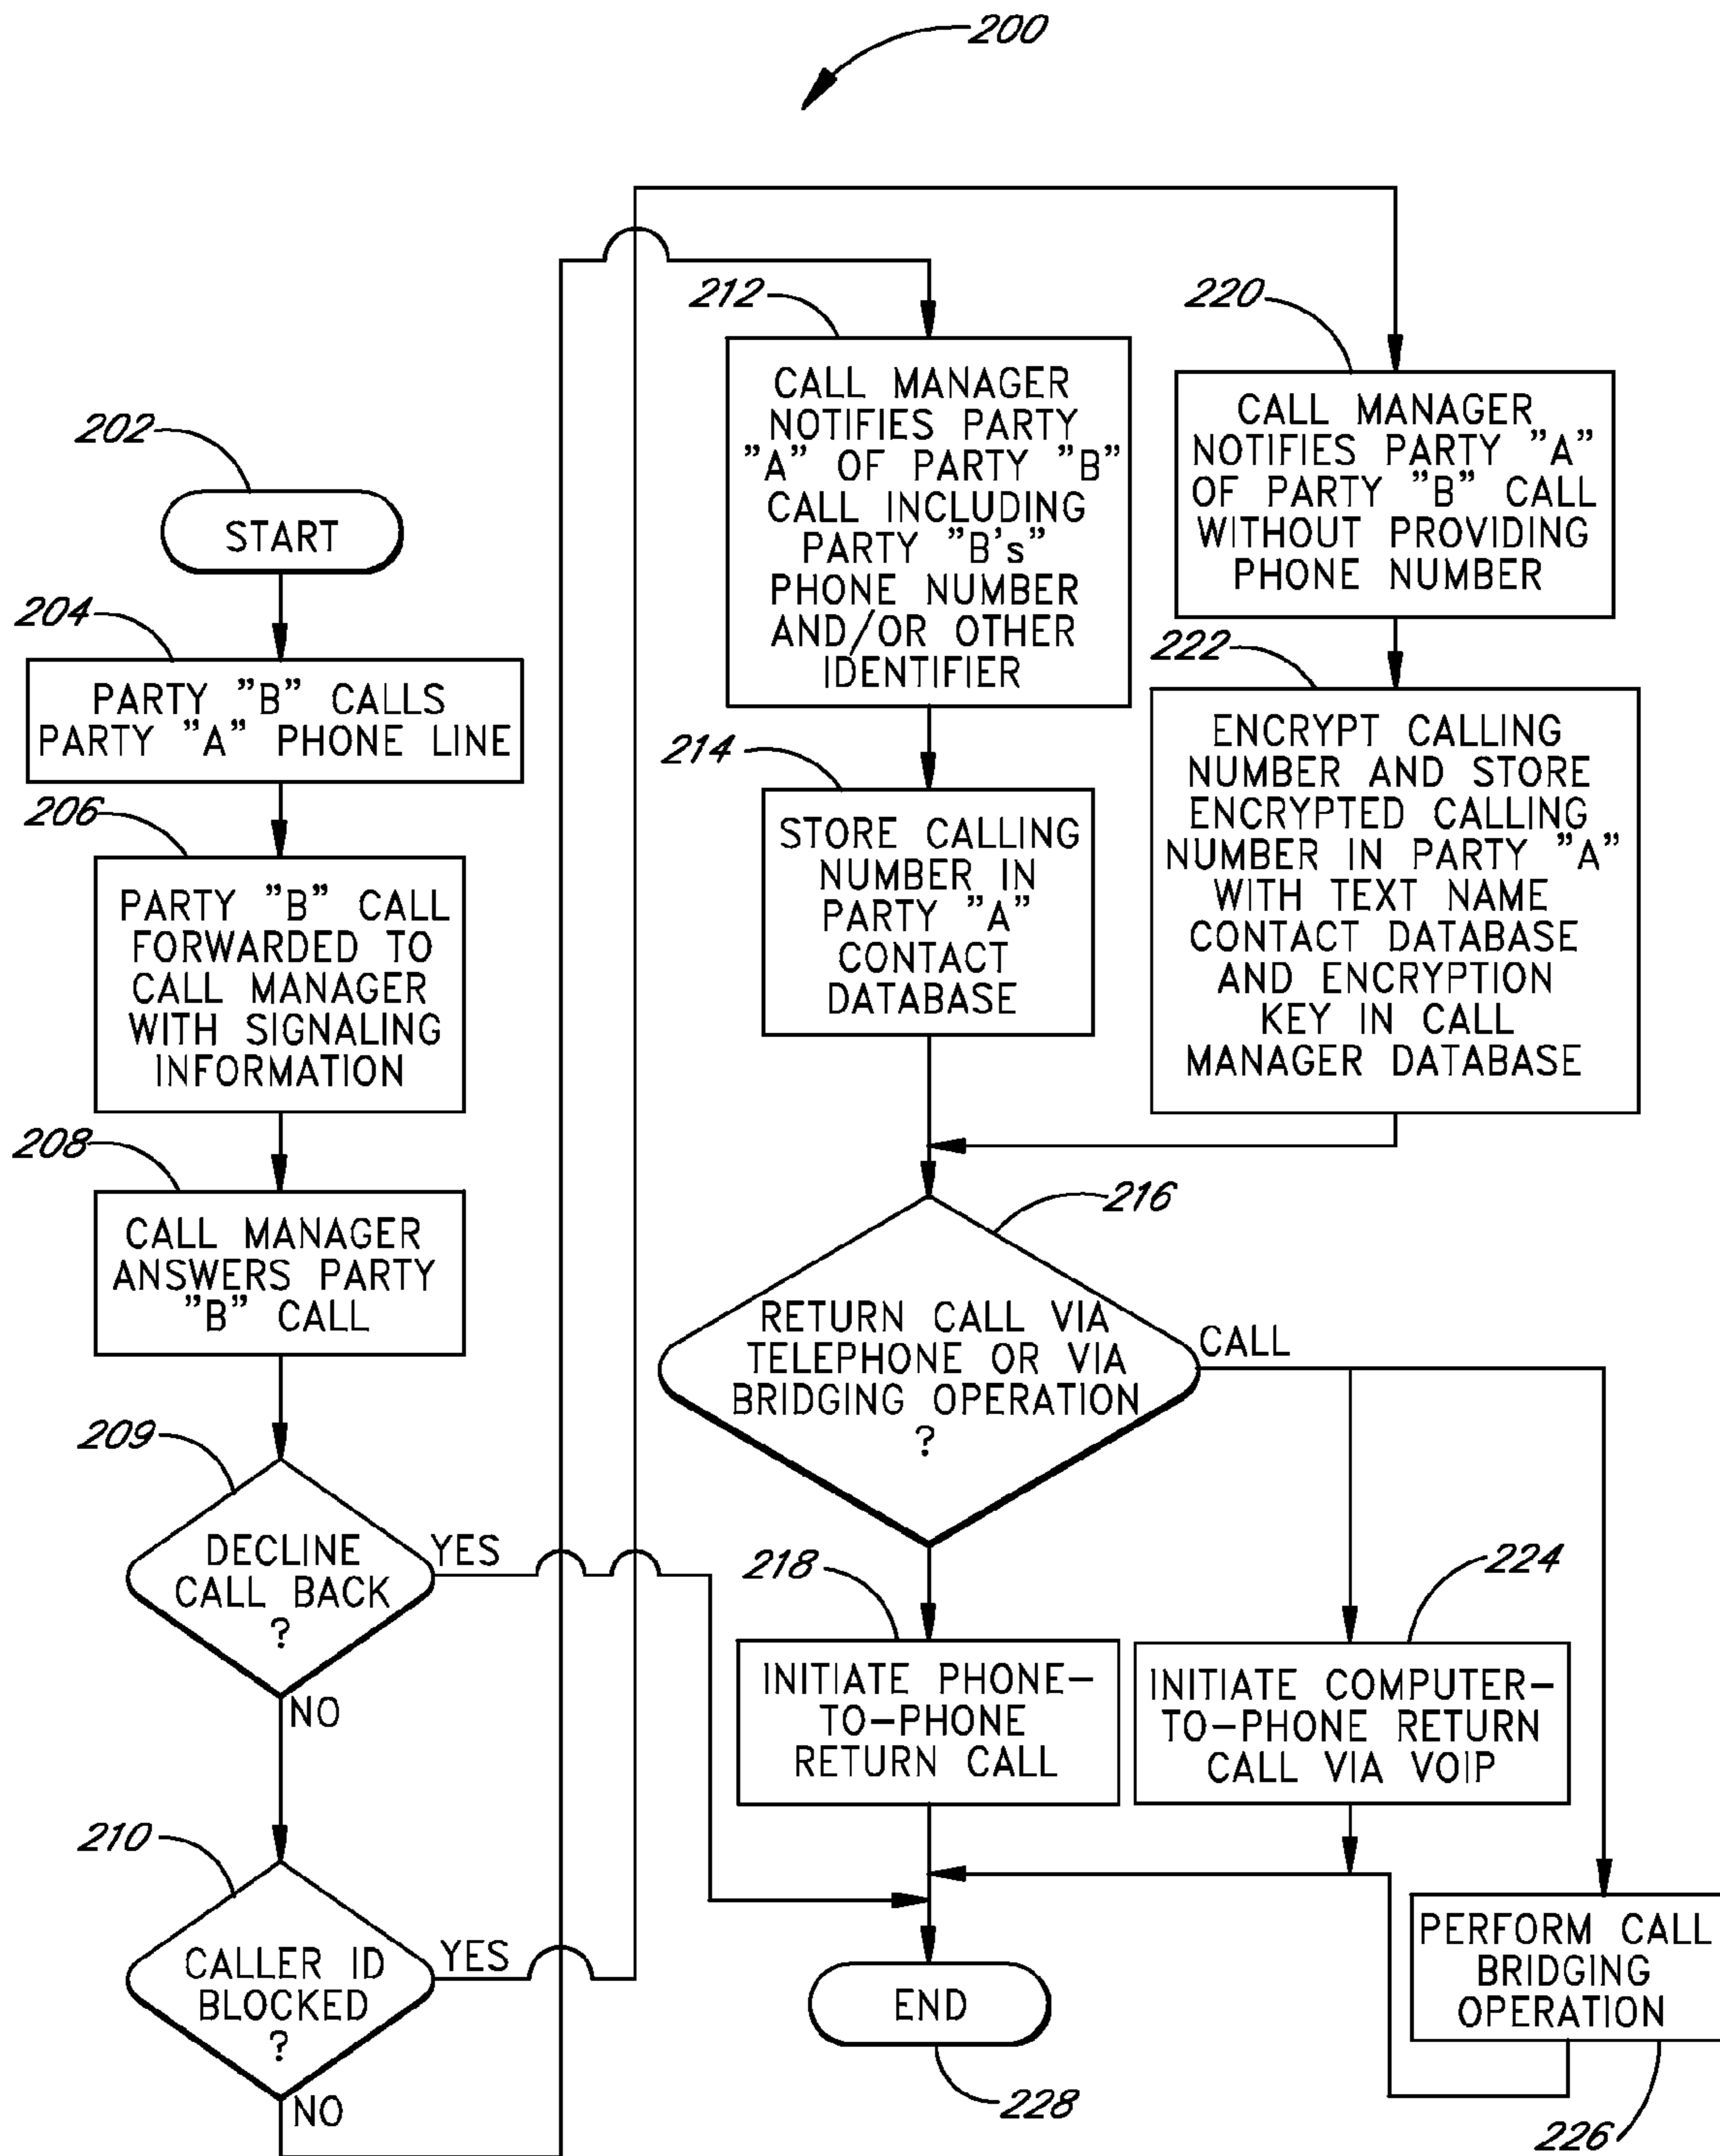 200
202
START
204
PARTY "B" CALLS
PARTY "A" PHONE LINE
206
PARTY "B" CALL
FORWARDED TO
CALL MANAGER
WITH SIGNALING
INFORMATION
208
CALL MANAGER
ANSWERS PARTY
"B" CALL
209
DECLINE
CALL BACK
?
YES
NO
210
CALLER ID
BLOCKED
?
YES
NO
212
CALL MANAGER
NOTIFIES PARTY
"A" OF PARTY "B"
CALL INCLUDING
PARTY "B's"
PHONE NUMBER
AND/OR OTHER
IDENTIFIER
214
STORE CALLING
NUMBER IN
PARTY "A"
CONTACT
DATABASE
220
CALL MANAGER
NOTIFIES PARTY "A"
OF PARTY "B" CALL
WITHOUT PROVIDING
PHONE NUMBER
222
ENCRYPT CALLING
NUMBER AND STORE
ENCRYPTED CALLING
NUMBER IN PARTY "A"
WITH TEXT NAME
CONTACT DATABASE
AND ENCRYPTION
KEY IN CALL
MANAGER DATABASE
216
RETURN CALL VIA
TELEPHONE OR VIA
BRIDGING OPERATION
?
CALL
218
INITIATE PHONE-
TO-PHONE
RETURN CALL
224
INITIATE COMPUTER-
TO-PHONE RETURN
CALL VIA VOIP
PERFORM CALL
BRIDGING
OPERATION
226
END
228